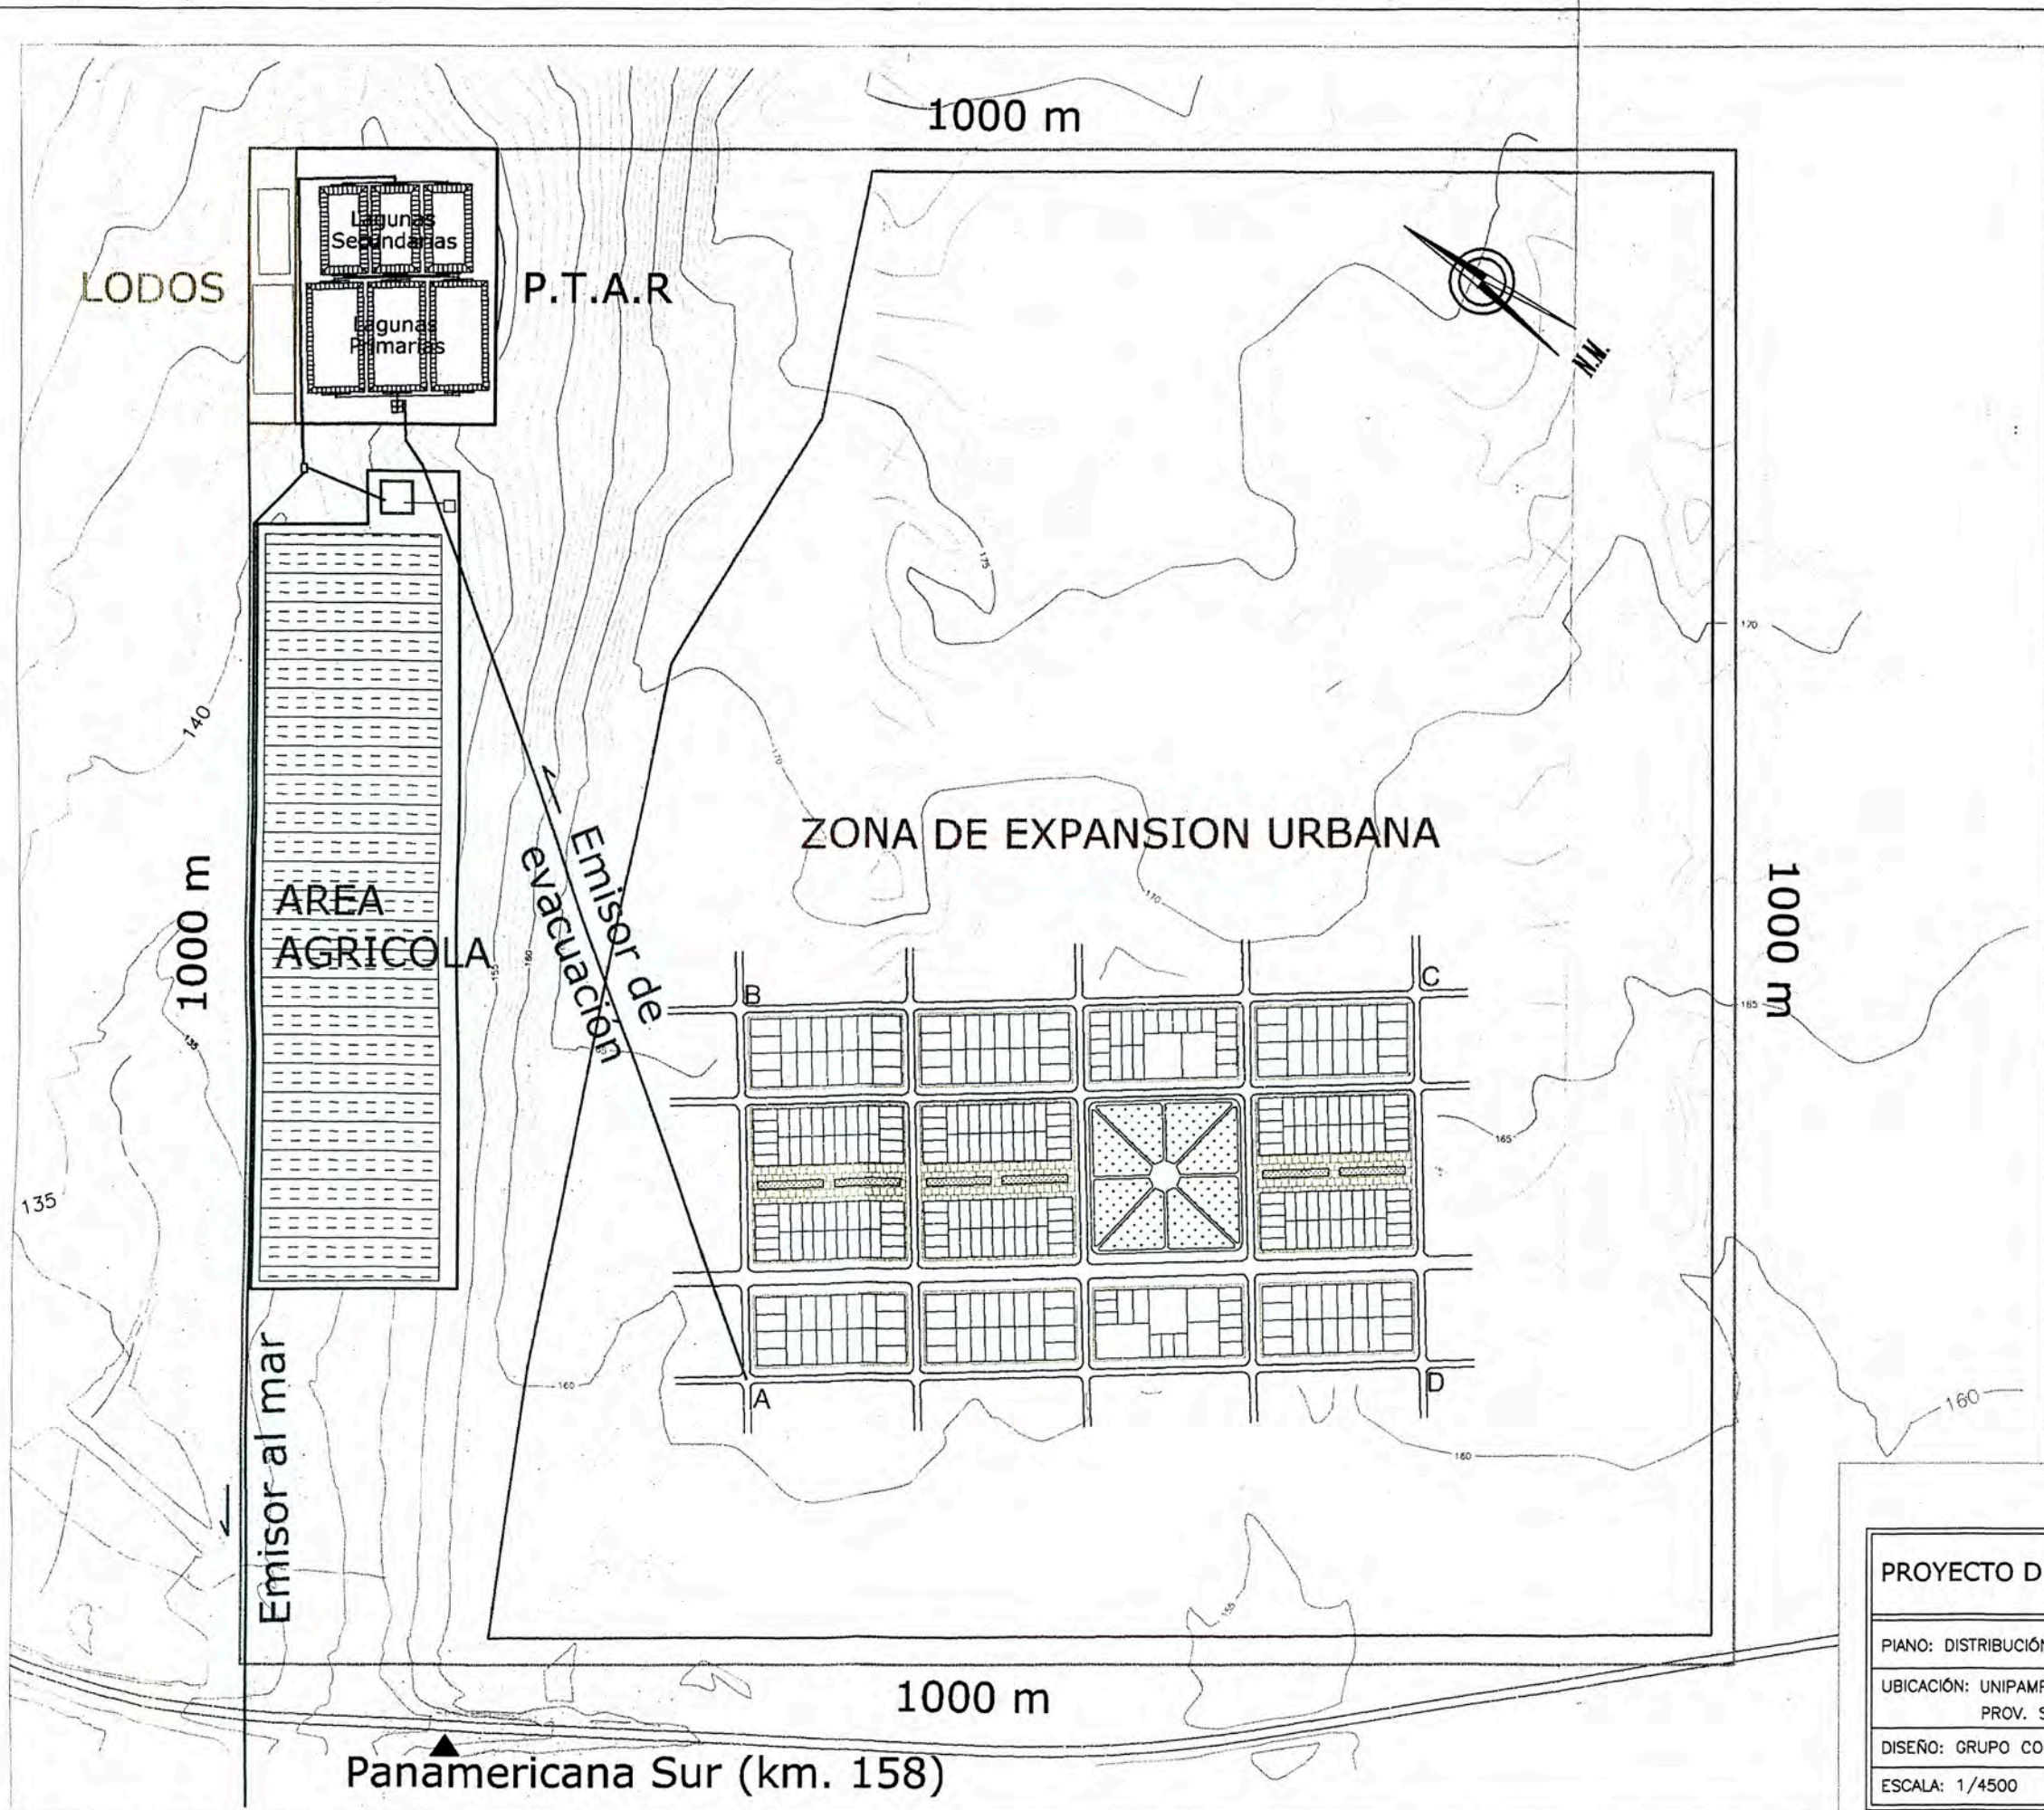 1000 m
Lagunas
Secundarias
LODOS
P.T.A.R
Lagunas
Primarias
N.M.
175
170
140
170
ZONA DE EXPANSION URBANA
Emisor de
evacuación
1000 m
AREA
AGRICOLA
155
160
170
1000 m
B
C
165
135
165
135
160
A
D
160
160
Emisor al mar
155
1000 m
Panamericana Sur (km. 158)
PROYECTO D
PIANO: DISTRIBUCIÓN
UBICACIÓN: UNIPAMP
PROV. S
DISEÑO: GRUPO CO
ESCALA: 1/4500